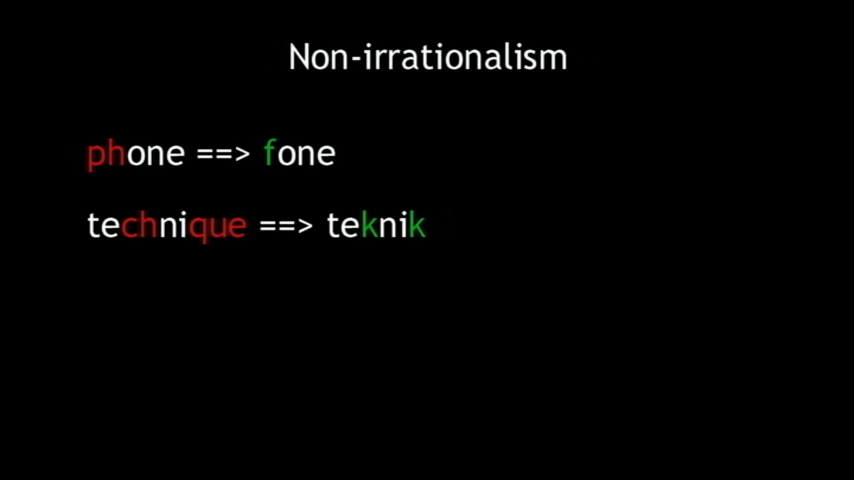 Non-irrationalism
phone ==> fone
technique ==> teknik